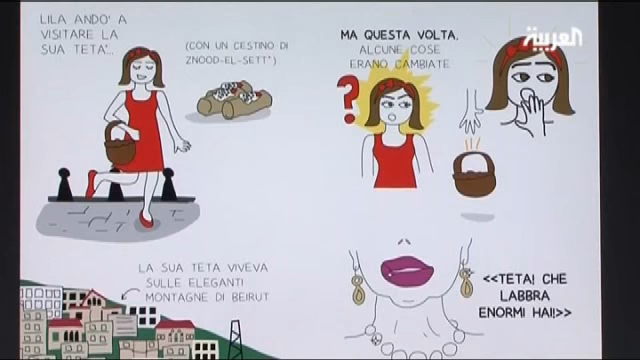 LILA ANDO' A
VISITARE LA
SUA TETA*...
(CON UN CESTINO DI
ZNOOD-EL-SETT*)
MA QUESTA VOLTA,
ALCUNE COSE
ERANO CAMBIATE
?
العربية
LA SUA TETA VIVEVA
SULLE ELEGANTI
MONTAGNE DI BEIRUT
<<TETA! CHE
LABBRA
ENORMI HAI!>>